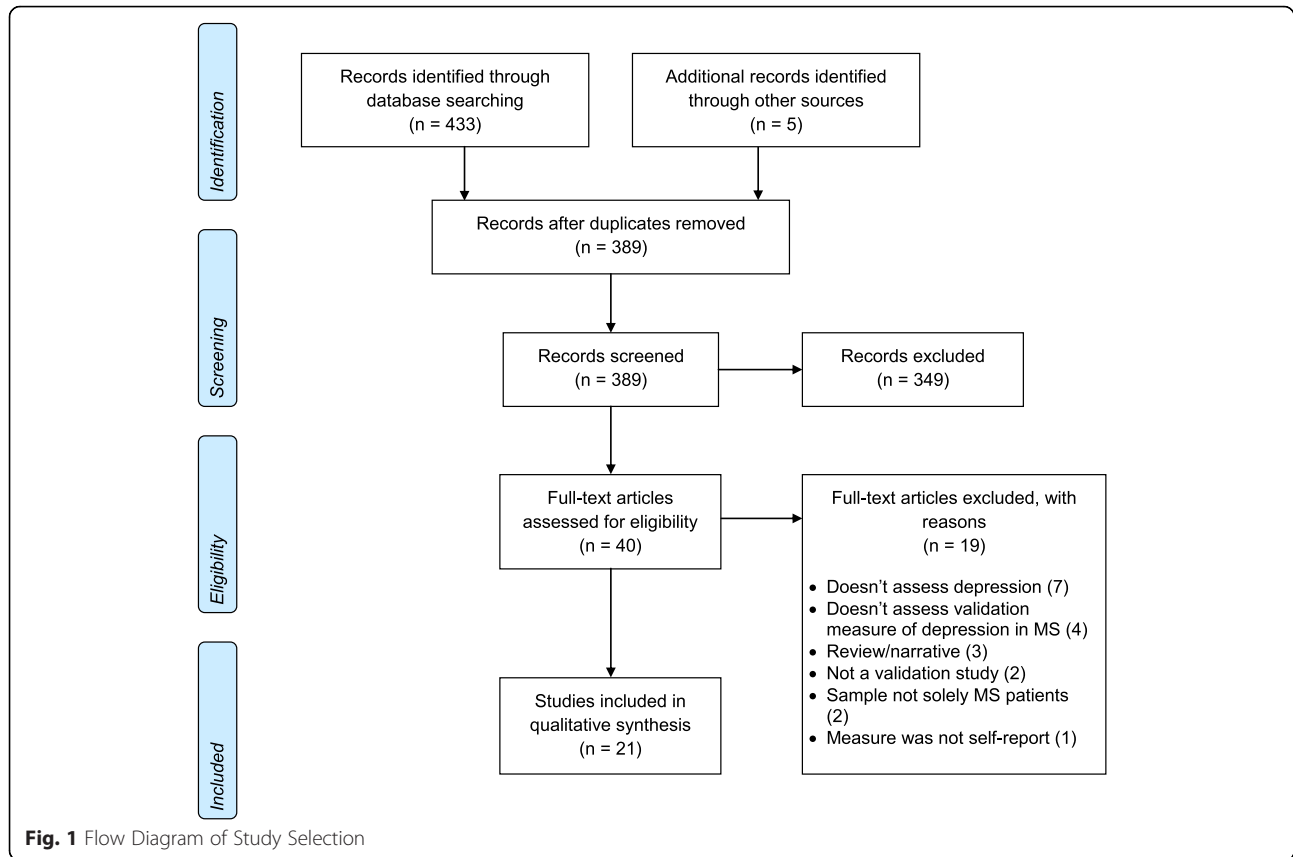 Identification
Records identified through
database searching
(n = 433)
Additional records identified
through other sources
(n = 5)
Records after duplicates removed
(n = 389)
Screening
Records screened
(n = 389)
Records excluded
(n = 349)
Eligibility
Full-text articles
assessed for eligibility
(n = 40)
Full-text articles excluded, with
reasons
(n = 19)
• Doesn’t assess depression (7)
• Doesn’t assess validation
measure of depression in MS (4)
• Review/narrative (3)
• Not a validation study (2)
• Sample not solely MS patients
(2)
• Measure was not self-report (1)
Included
Studies included in
qualitative synthesis
(n = 21)
Fig. 1 Flow Diagram of Study Selection